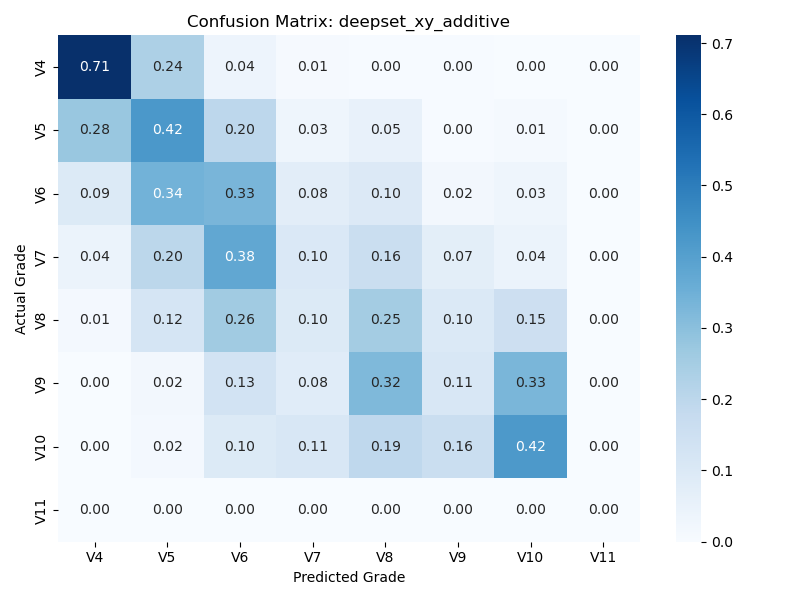 Confusion Matrix: deepset_xy_additive
V4 0.71 0.24 0.04 0.01 0.00 0.00 0.00 0.00
V5 0.28 0.42 0.20 0.03 0.05 0.00 0.01 0.00
V6 0.09 0.34 0.33 0.08 0.10 0.02 0.03 0.00
V7 0.04 0.20 0.38 0.10 0.16 0.07 0.04 0.00
V8 0.01 0.12 0.26 0.10 0.25 0.10 0.15 0.00
V9 0.00 0.02 0.13 0.08 0.32 0.11 0.33 0.00
V10 0.00 0.02 0.10 0.11 0.19 0.16 0.42 0.00
V11 0.00 0.00 0.00 0.00 0.00 0.00 0.00 0.00
V4 V5 V6 V7 V8 V9 V10 V11
Predicted Grade
Actual Grade
0.7
0.6
0.5
0.4
0.3
0.2
0.1
0.0